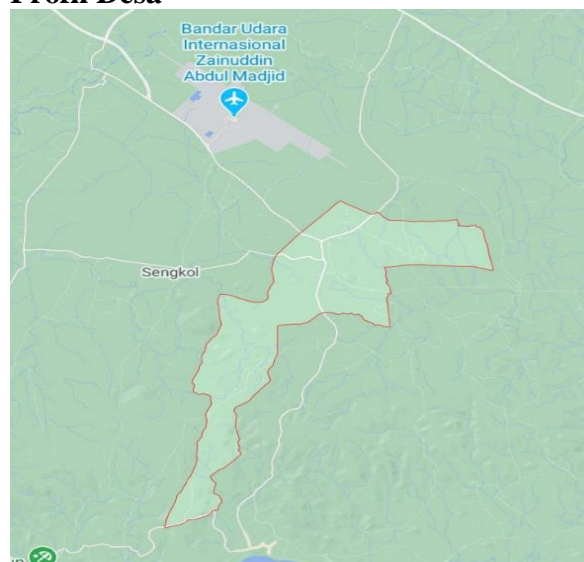 Profil Desa
Bandar Udara
Internasional
Zainuddin
Abdul Madjid
Sengkol